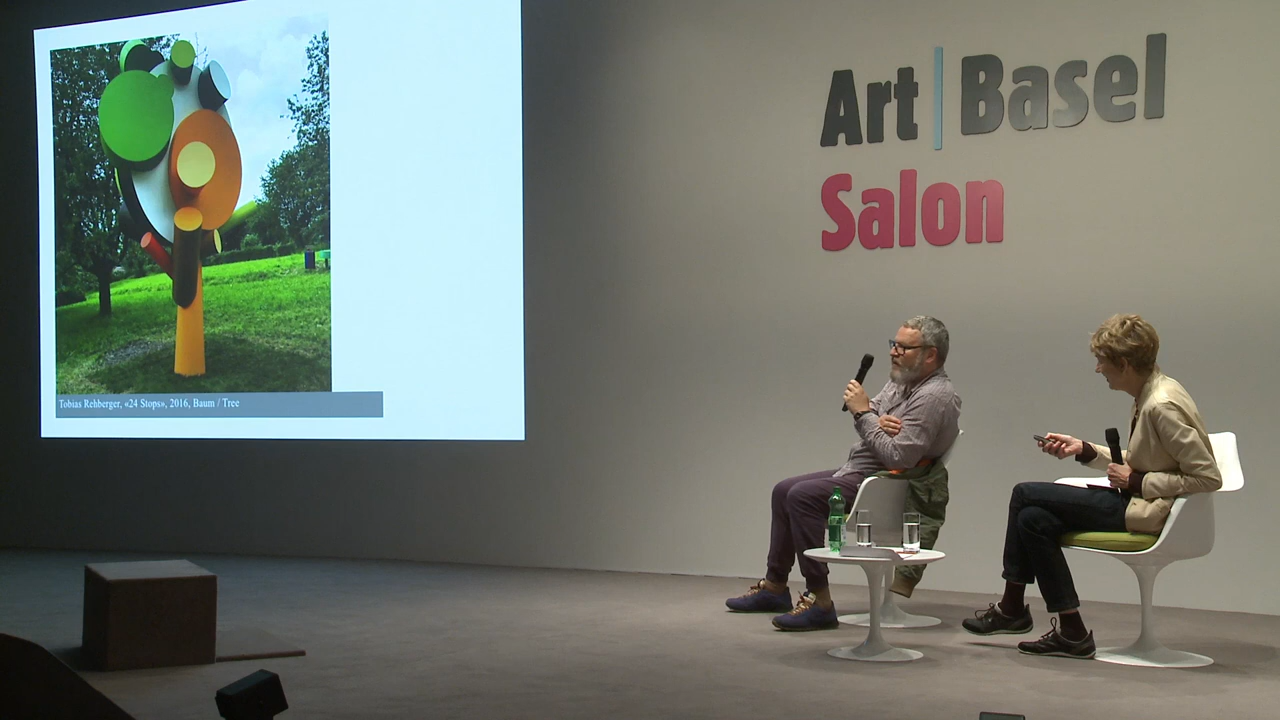 Art | Basel
Salon
Tobias Rehberger, «24 Stops», 2016, Baum / Tree